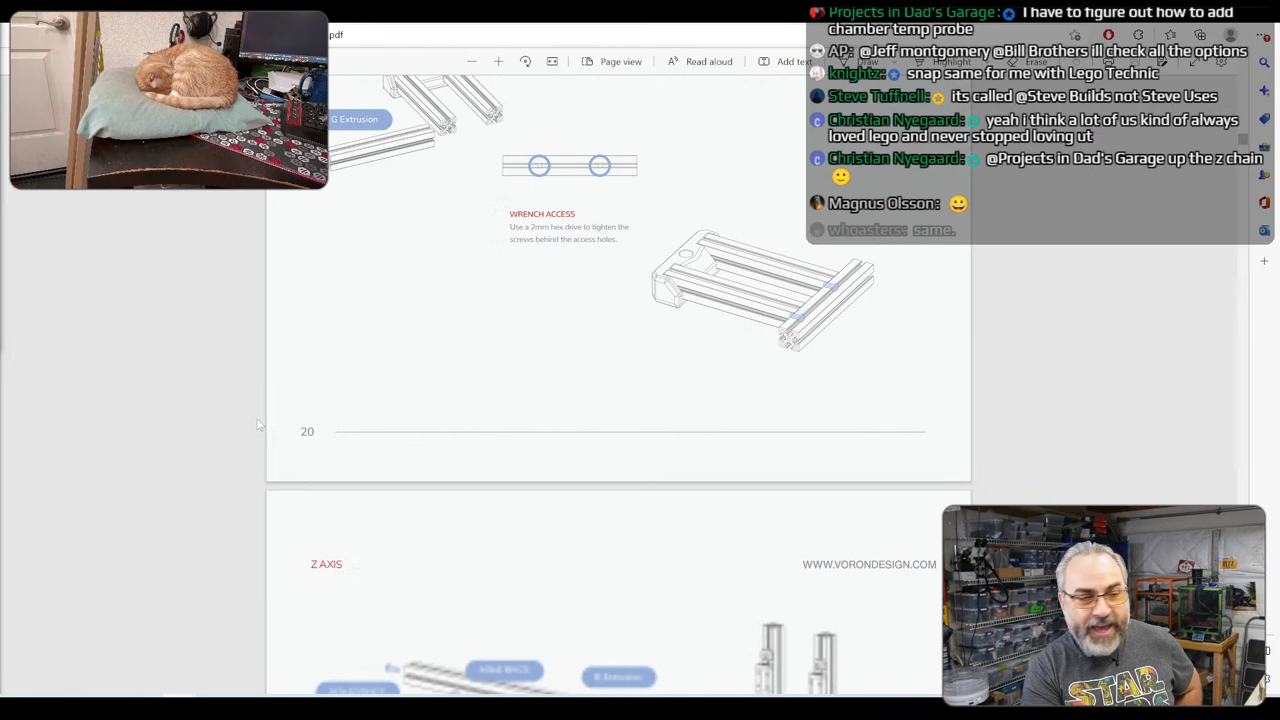 .pdf
Page view
Read aloud
Add text
Draw
Highlight
Erase
Projects in Dad's Garage: I have to figure out how to add
chamber temp probe
AP: @Jeff montgomery @Bill Brothers ill check all the options
knightz: snap same for me with Lego Technic
Steve Tuffnell: its called @Steve Builds not Steve Uses
Christian Nyegaard: yeah i think a lot of us kind of always
loved lego and never stopped loving ut
Christian Nyegaard: @Projects in Dad's Garage up the z chain
🙂
Magnus Olsson: 😀
whoasters: same.
G Extrusion
WRENCH ACCESS
Use a 2mm hex drive to tighten the
screws behind the access holes.
20
Z AXIS
WWW.VORONDESIGN.COM
STAR